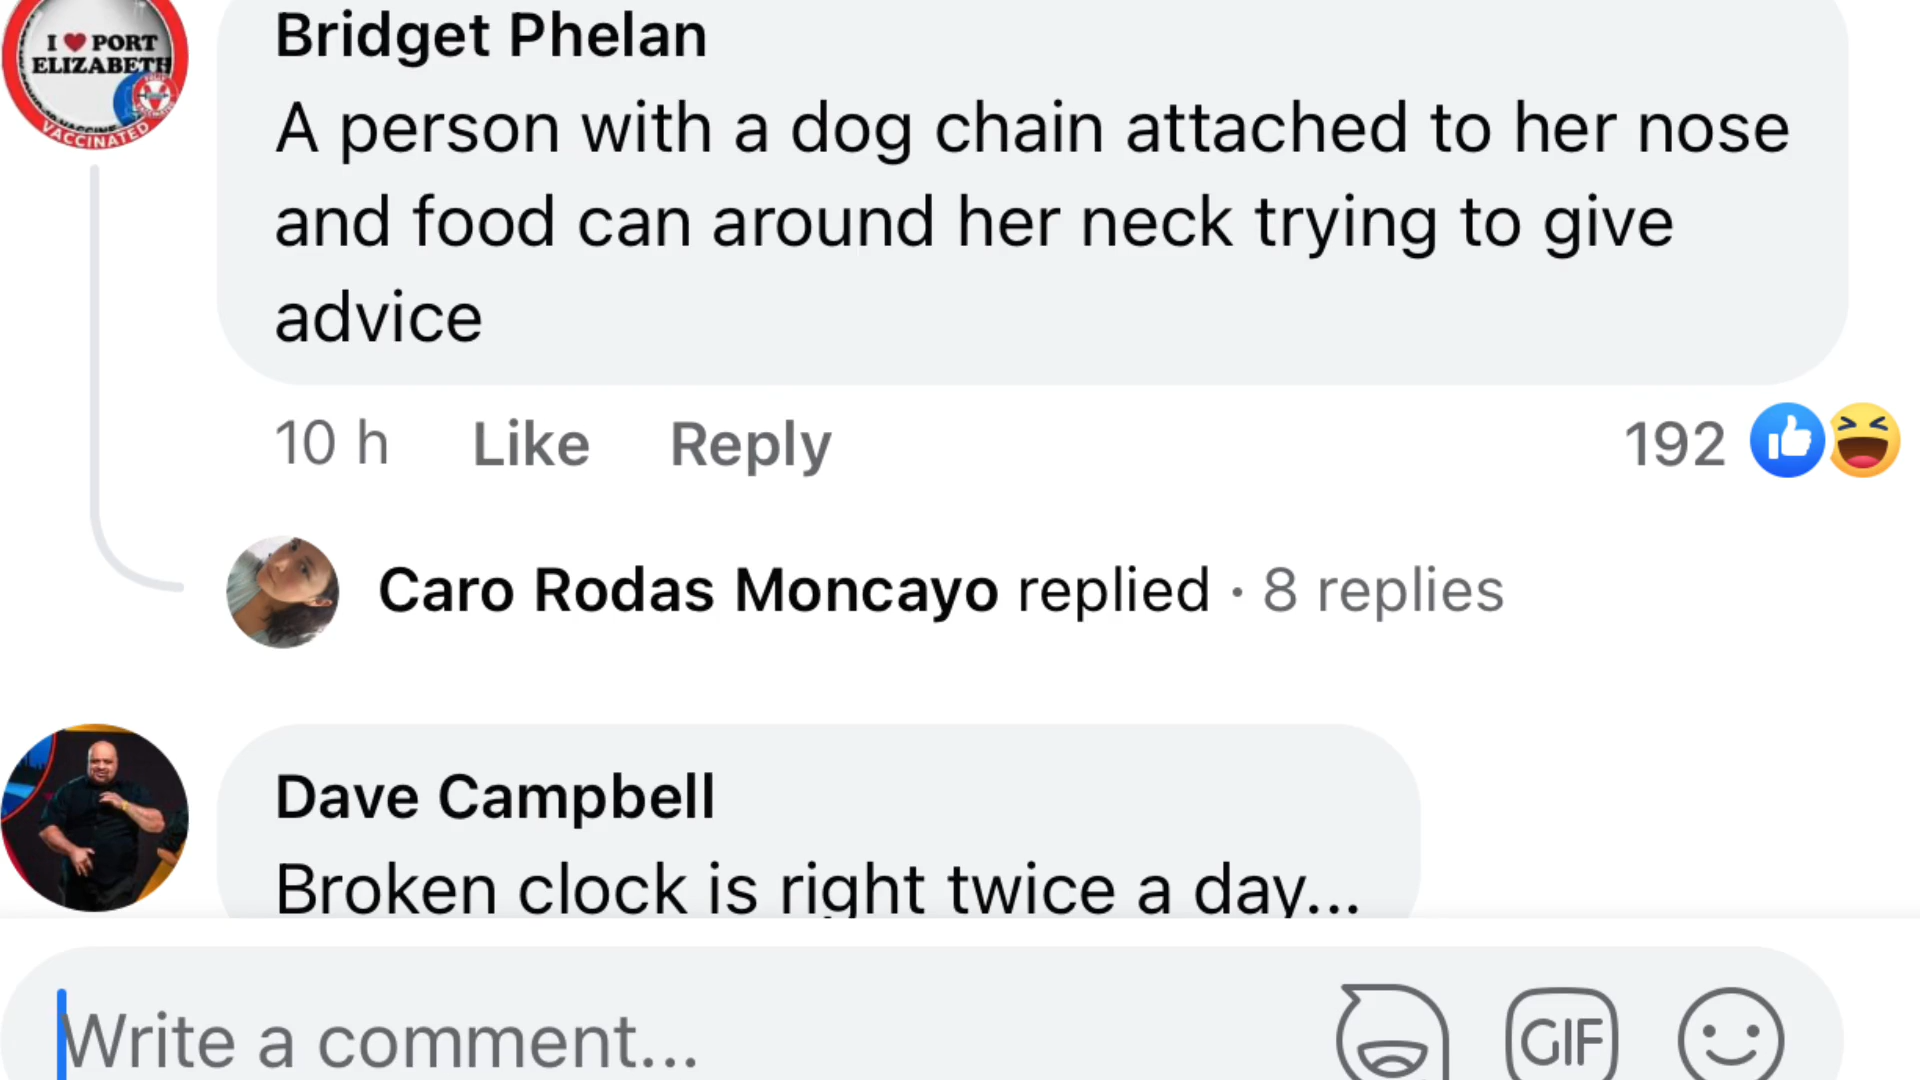 I ❤ PORT
ELIZABETH
VACCINATED
Bridget Phelan
A person with a dog chain attached to her nose
and food can around her neck trying to give
advice
10 h Like Reply 192
Caro Rodas Moncayo replied · 8 replies
Dave Campbell
Broken clock is right twice a day...
Write a comment...
GIF